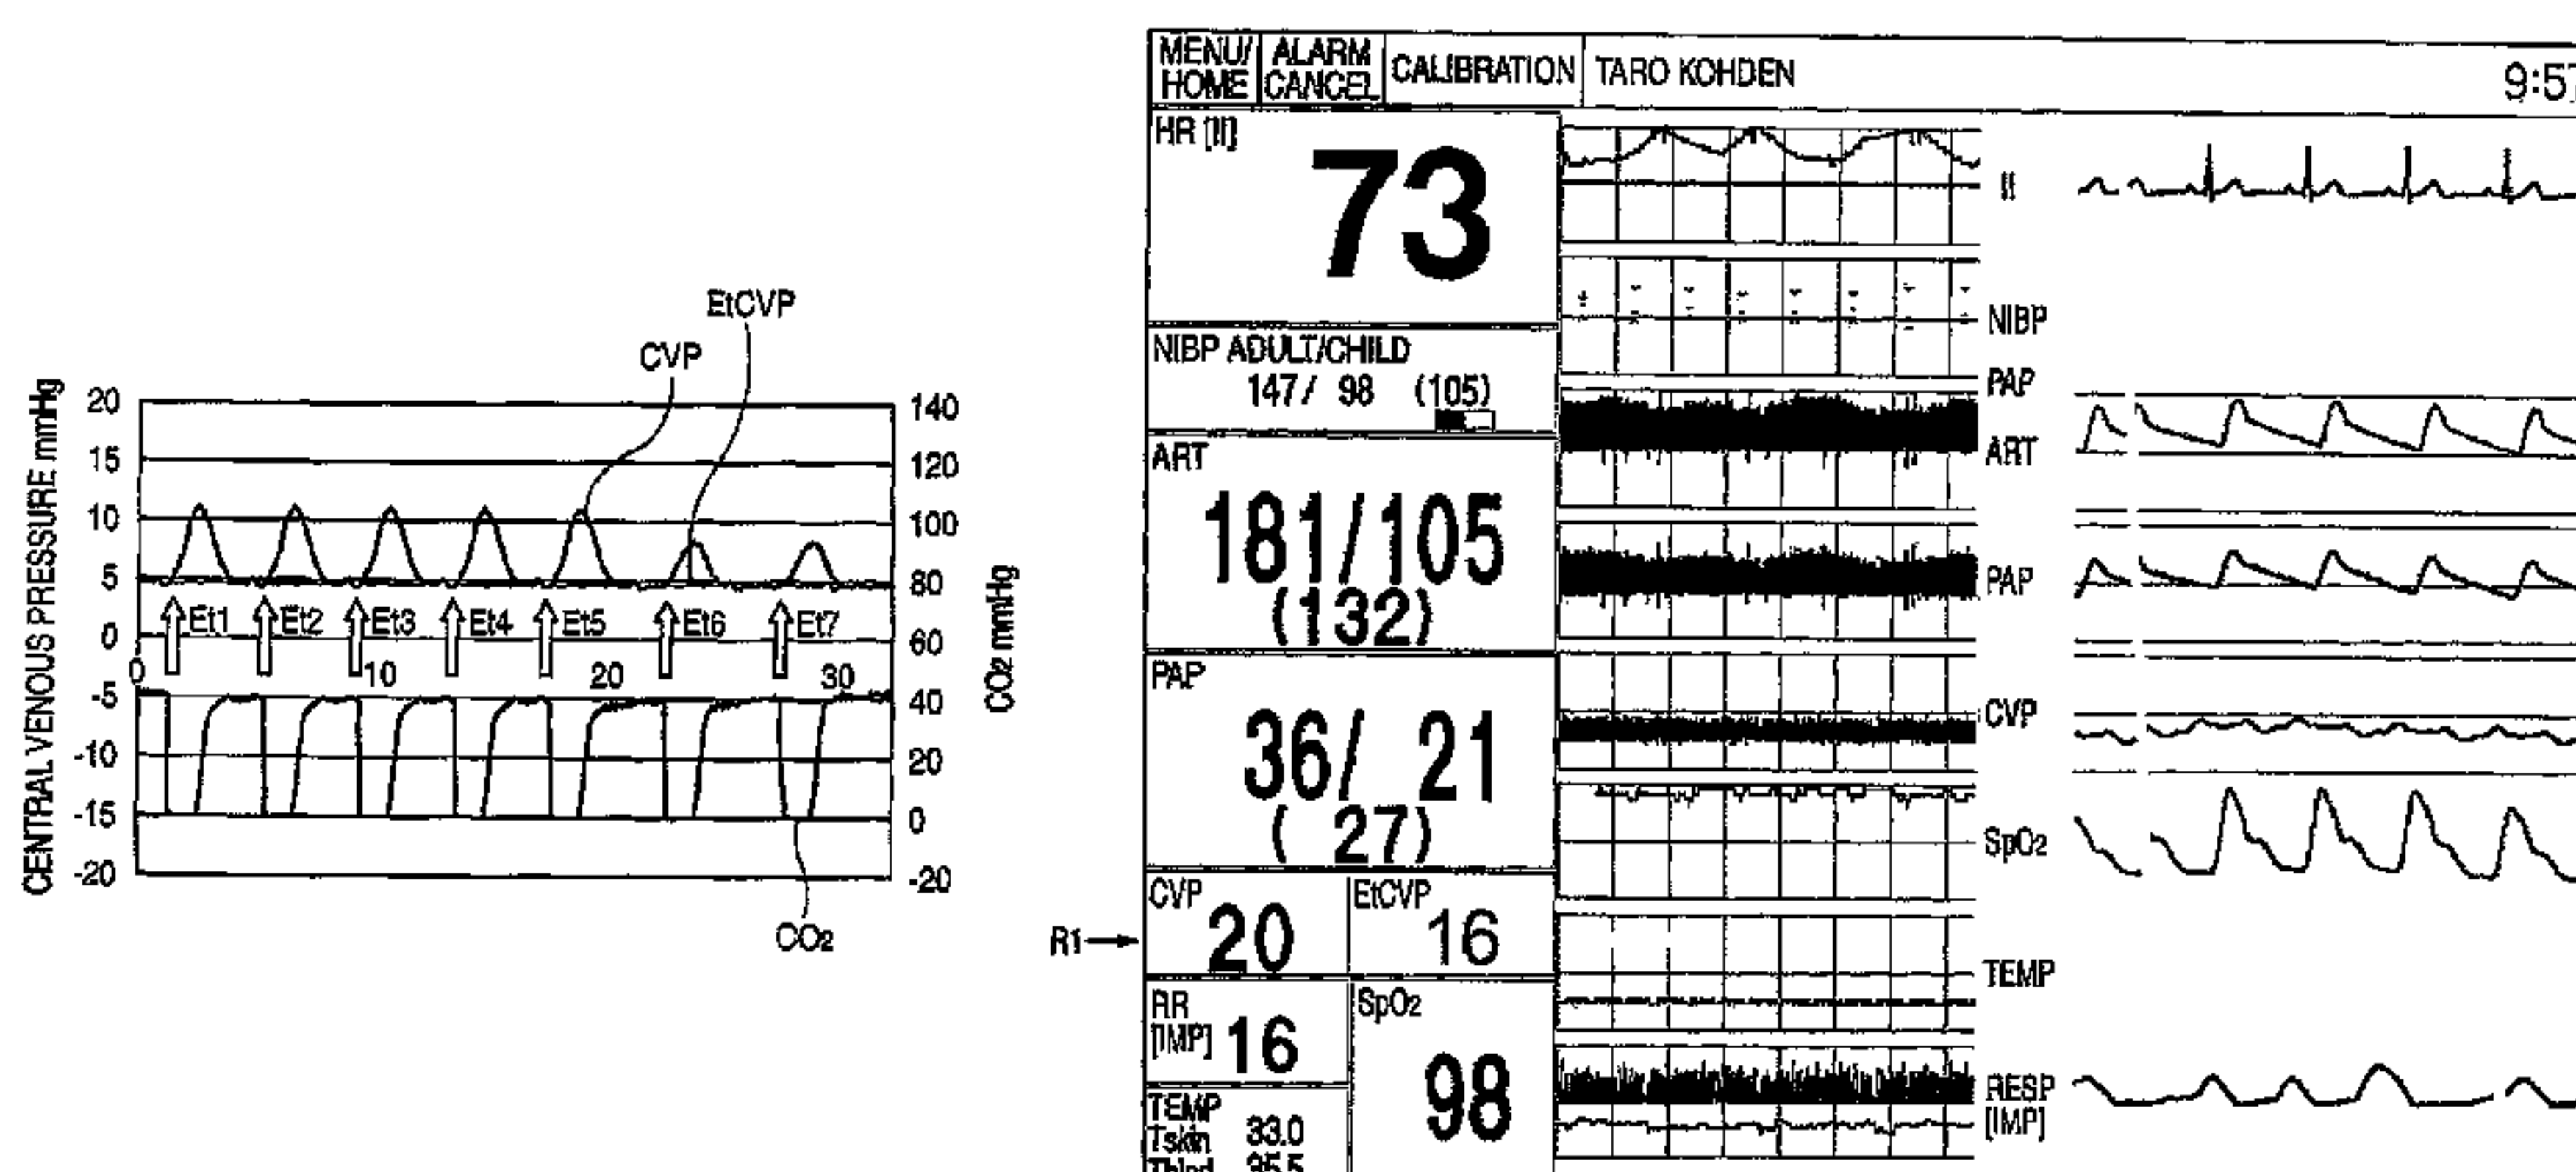 EtCVP
CVP
CENTRAL VENOUS PRESSURE mmHg
20
15
10
5
0
-5
-10
-15
-20
140
120
100
80
60
40
20
0
-20
CO2 mmHg
Et1
Et2
Et3
Et4
Et5
Et6
Et7
0
10
20
30
CO2
MENU/
HOME
ALARM
CANCEL
CALIBRATION
TARO KOHDEN
HR [II]
73
NIBP ADULT/CHILD
147/ 98 (105)
ART
181/105
(132)
PAP
36/ 21
( 27)
R1
CVP
20
EtCVP
16
RR
[IMP]
16
SpO2
98
TEMP
Tskin 33.0
II
NIBP
PAP
ART
PAP
CVP
SpO2
TEMP
RESP
[IMP]